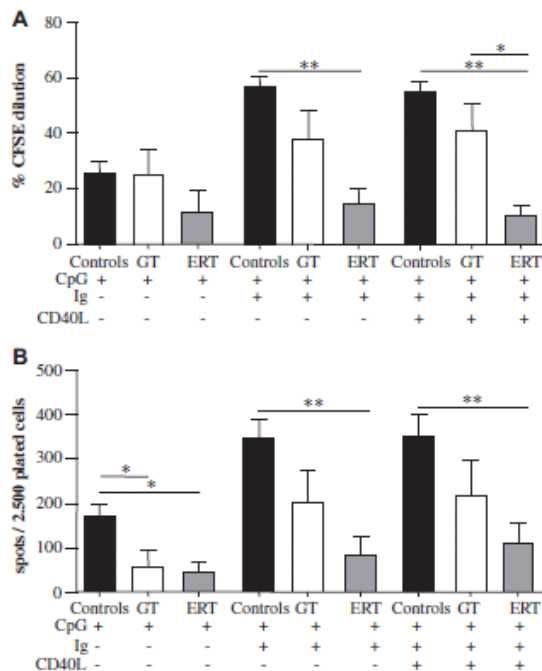 A
80
**
*
**
60
40
20
0
% CFSE dilution
Controls GT ERT Controls GT ERT Controls GT ERT
CpG + + + + + + + + +
Ig - - - + + + + + +
CD40L - - - - - - + + +
B
500
**
**
400
300
*
*
200
100
0
spots / 2.500 plated cells
Controls GT ERT Controls GT ERT Controls GT ERT
CpG + + + + + + + + +
Ig - - - + + + + + +
CD40L - - - - - - + + +